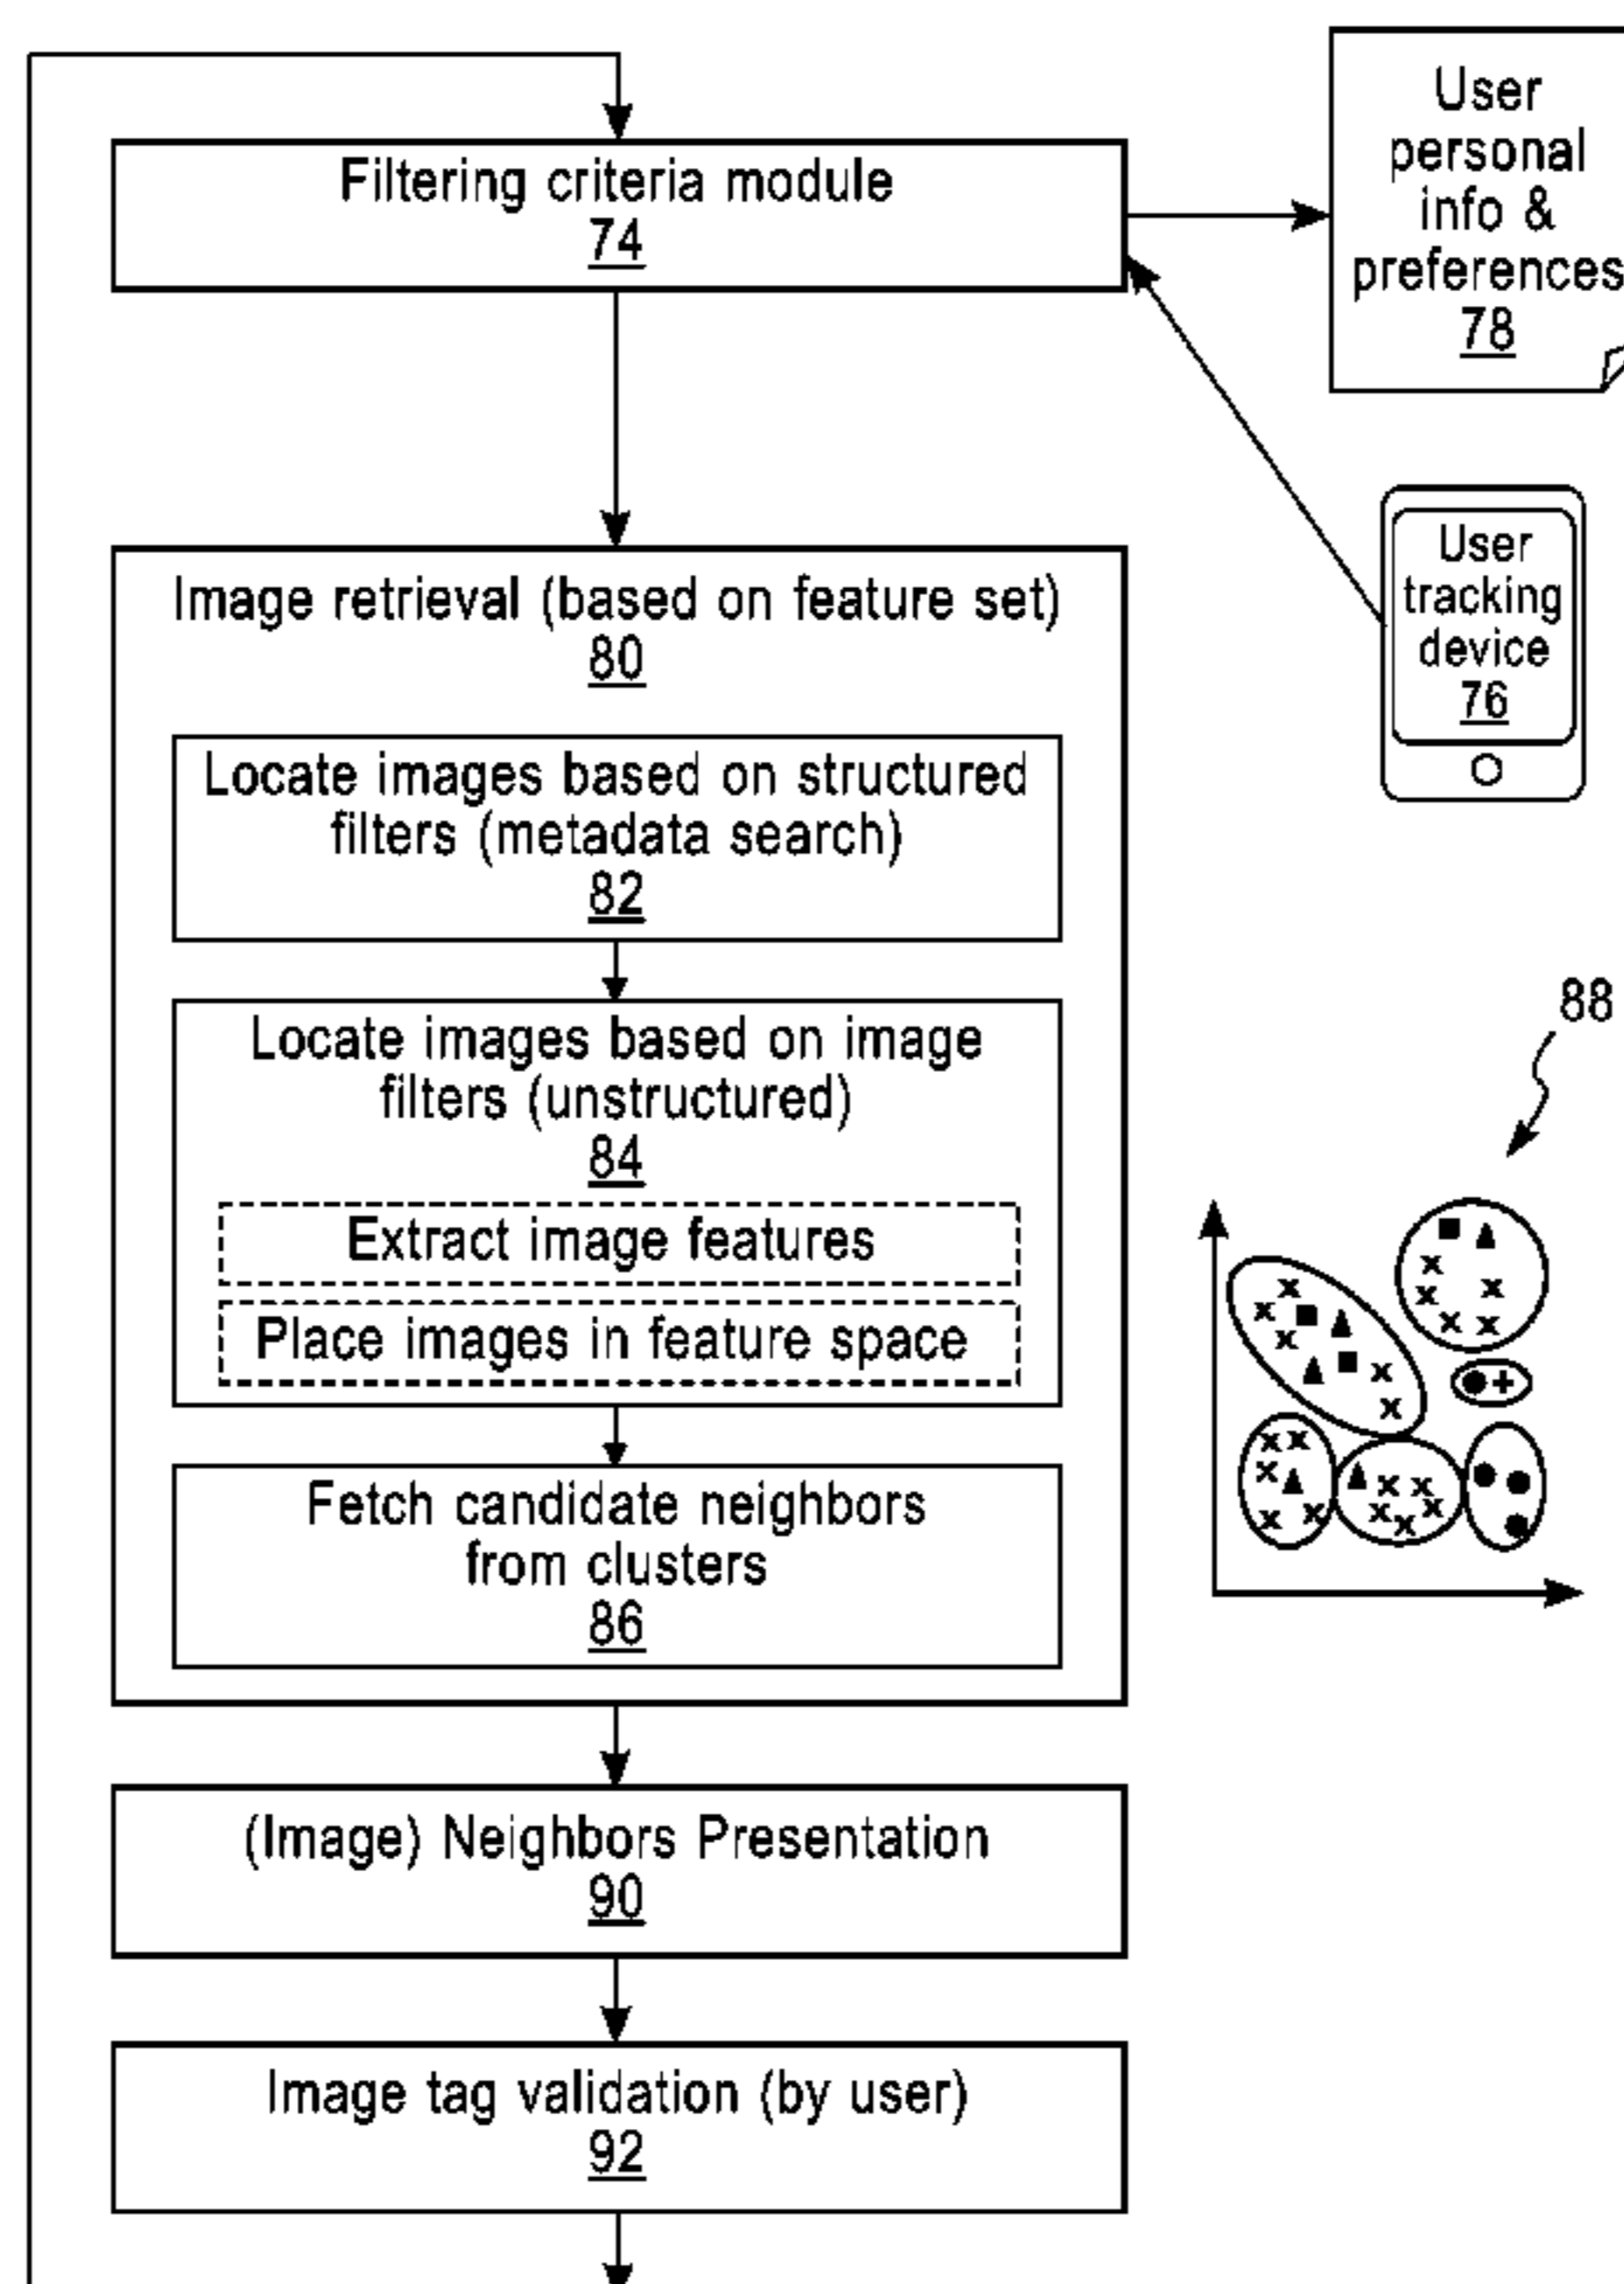 Filtering criteria module
74
User
personal
info &
preferences
78
User
tracking
device
76
Image retrieval (based on feature set)
80
Locate images based on structured
filters (metadata search)
82
Locate images based on image
filters (unstructured)
84
Extract image features
Place images in feature space
Fetch candidate neighbors
from clusters
86
88
(Image) Neighbors Presentation
90
Image tag validation (by user)
92